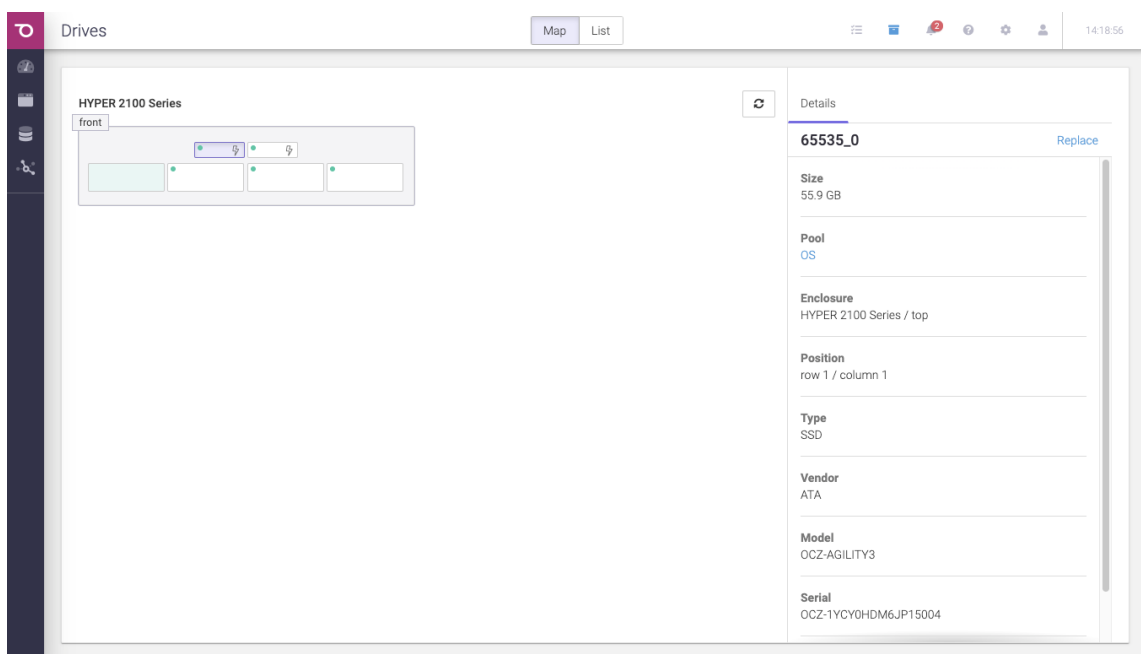 Drives
Map
List
2
14:18:56
HYPER 2100 Series
front
Details
65535_0
Replace
Size
55.9 GB
Pool
OS
Enclosure
HYPER 2100 Series / top
Position
row 1 / column 1
Type
SSD
Vendor
ATA
Model
OCZ-AGILITY3
Serial
OCZ-1YCY0HDM6JP15004